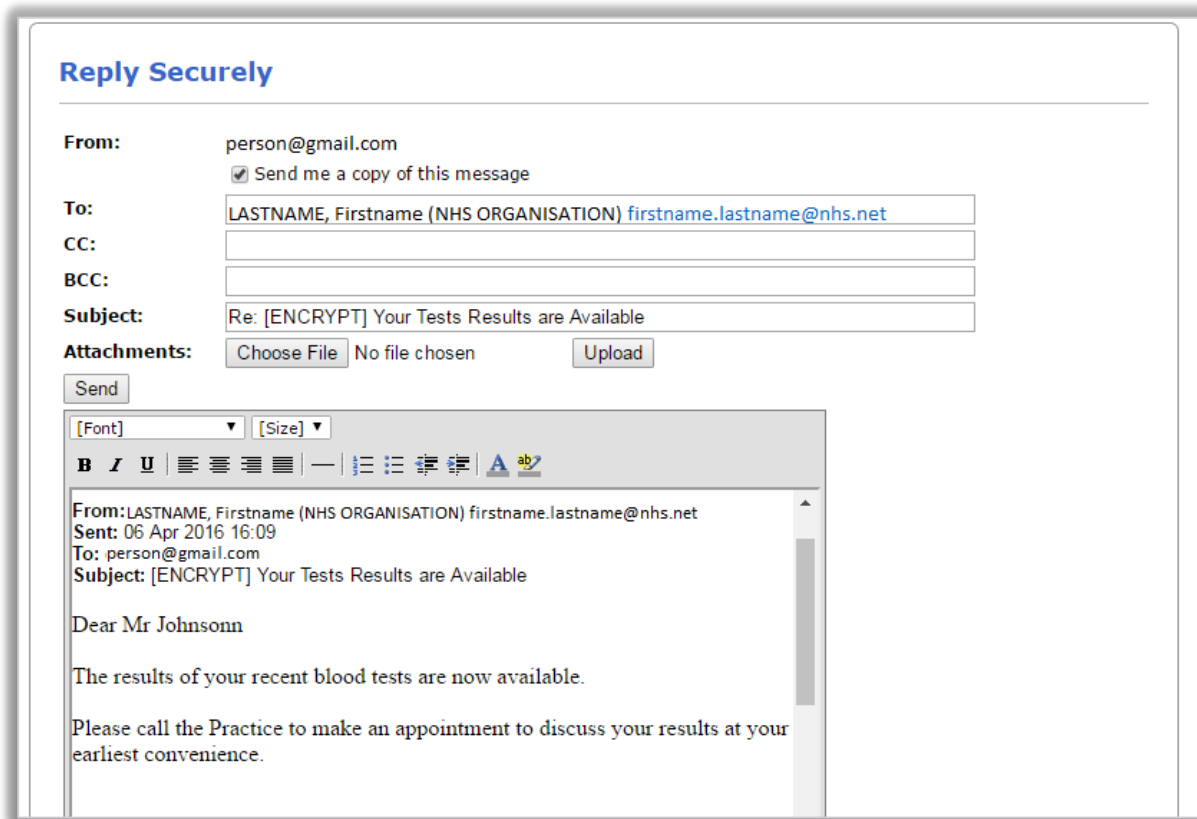 Reply Securely
From: person@gmail.com
Send me a copy of this message
To: LASTNAME, Firstname (NHS ORGANISATION) firstname.lastname@nhs.net
CC:
BCC:
Subject: Re: [ENCRYPT] Your Tests Results are Available
Attachments: Choose File No file chosen Upload
Send
[Font] [Size]
B I U A ab
From: LASTNAME, Firstname (NHS ORGANISATION) firstname.lastname@nhs.net
Sent: 06 Apr 2016 16:09
To: person@gmail.com
Subject: [ENCRYPT] Your Tests Results are Available
Dear Mr Johnsonn
The results of your recent blood tests are now available.
Please call the Practice to make an appointment to discuss your results at your
earliest convenience.